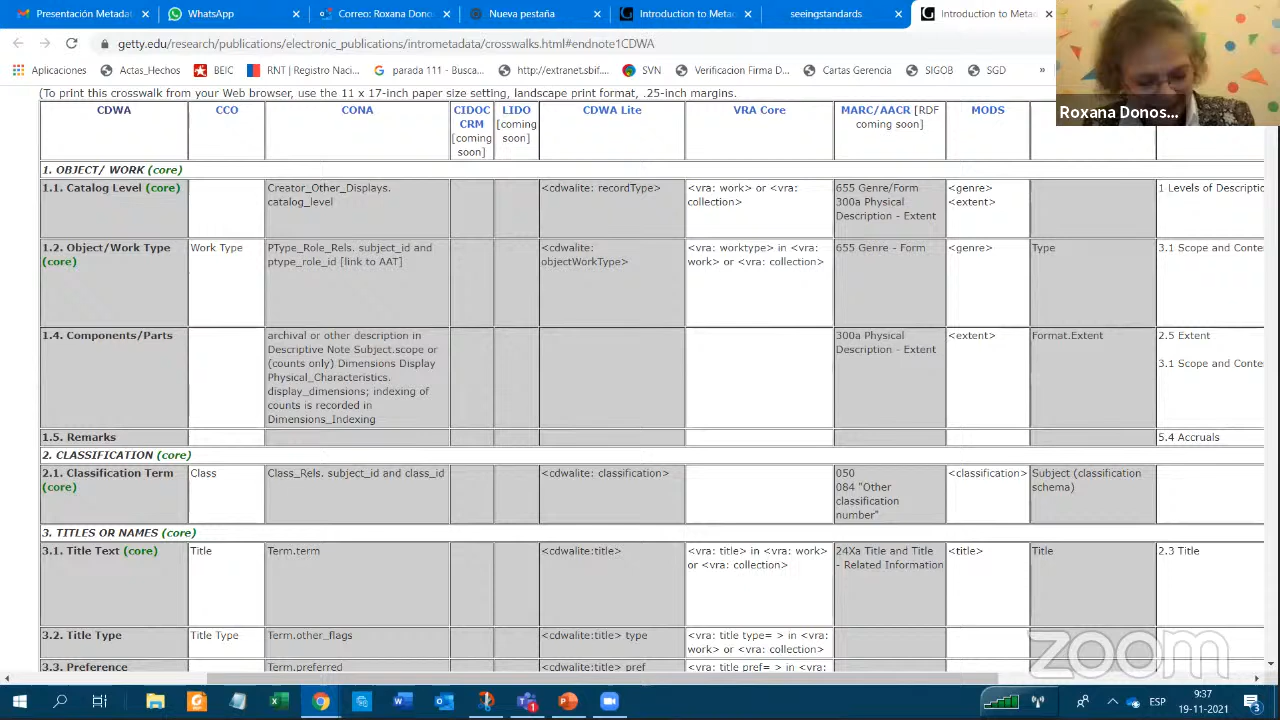 Presentación Metadat
WhatsApp
Correo: Roxana Donos
Nueva pestaña
Introduction to Metac
seeingstandards
Introduction to Meta
getty.edu/research/publications/electronic_publications/intrometadata/crosswalks.html#endnote1CDWA
Aplicaciones
Actas_Hechos
BEIC
RNT | Registro Naci...
parada 111 - Busca...
http://extranet.sbif...
SVN
Verificacion Firma D...
Cartas Gerencia
SIGOB
SGD
»
Roxana Donos...
(To print this crosswalk from your Web browser, use the 11 x 17-inch paper size setting, landscape print format, .25-inch margins.
CDWA
CCO
CONA
CIDOC
CRM
[coming
soon]
LIDO
[coming
soon]
CDWA Lite
VRA Core
MARC/AACR [RDF
coming soon]
MODS
1. OBJECT/ WORK (core)
1.1. Catalog Level (core)
Creator_Other_Displays.
catalog_level
<cdwalite: recordType>
<vra: work> or <vra:
collection>
655 Genre/Form
300a Physical
Description - Extent
<genre>
<extent>
1 Levels of Descriptio
1.2. Object/Work Type
(core)
Work Type
PType_Role_Rels. subject_id and
ptype_role_id [link to AAT]
<cdwalite:
objectWorkType>
<vra: worktype> in <vra:
work> or <vra: collection>
655 Genre - Form
<genre>
Type
3.1 Scope and Conte
1.4. Components/Parts
archival or other description in
Descriptive Note Subject.scope or
(counts only) Dimensions Display
Physical_Characteristics.
display_dimensions; indexing of
counts is recorded in
Dimensions_Indexing
300a Physical
Description - Extent
<extent>
Format.Extent
2.5 Extent
3.1 Scope and Conte
1.5. Remarks
5.4 Accruals
2. CLASSIFICATION (core)
2.1. Classification Term
(core)
Class
Class_Rels. subject_id and class_id
<cdwalite: classification>
050
084 "Other
classification
number"
<classification>
Subject (classification
schema)
3. TITLES OR NAMES (core)
3.1. Title Text (core)
Title
Term.term
<cdwalite:title>
<vra: title> in <vra: work>
or <vra: collection>
24Xa Title and Title
- Related Information
<title>
Title
2.3 Title
3.2. Title Type
Title Type
Term.other_flags
<cdwalite:title> type
<vra: title type= > in <vra:
work> or <vra: collection>
3.3. Preference
Term.preferred
<cdwalite:title> pref
<vra: title pref= > in <vra:
zoom
ESP
9:37
19-11-2021
3